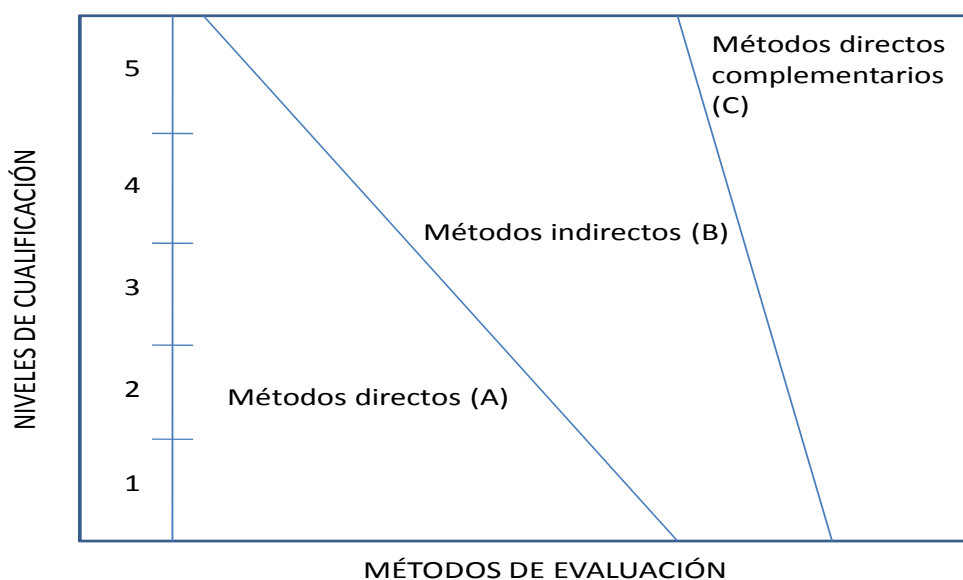 NIVELES DE CUALIFICACIÓN
5
4
3
2
1
Métodos directos
complementarios
(C)
Métodos indirectos (B)
Métodos directos (A)
MÉTODOS DE EVALUACIÓN